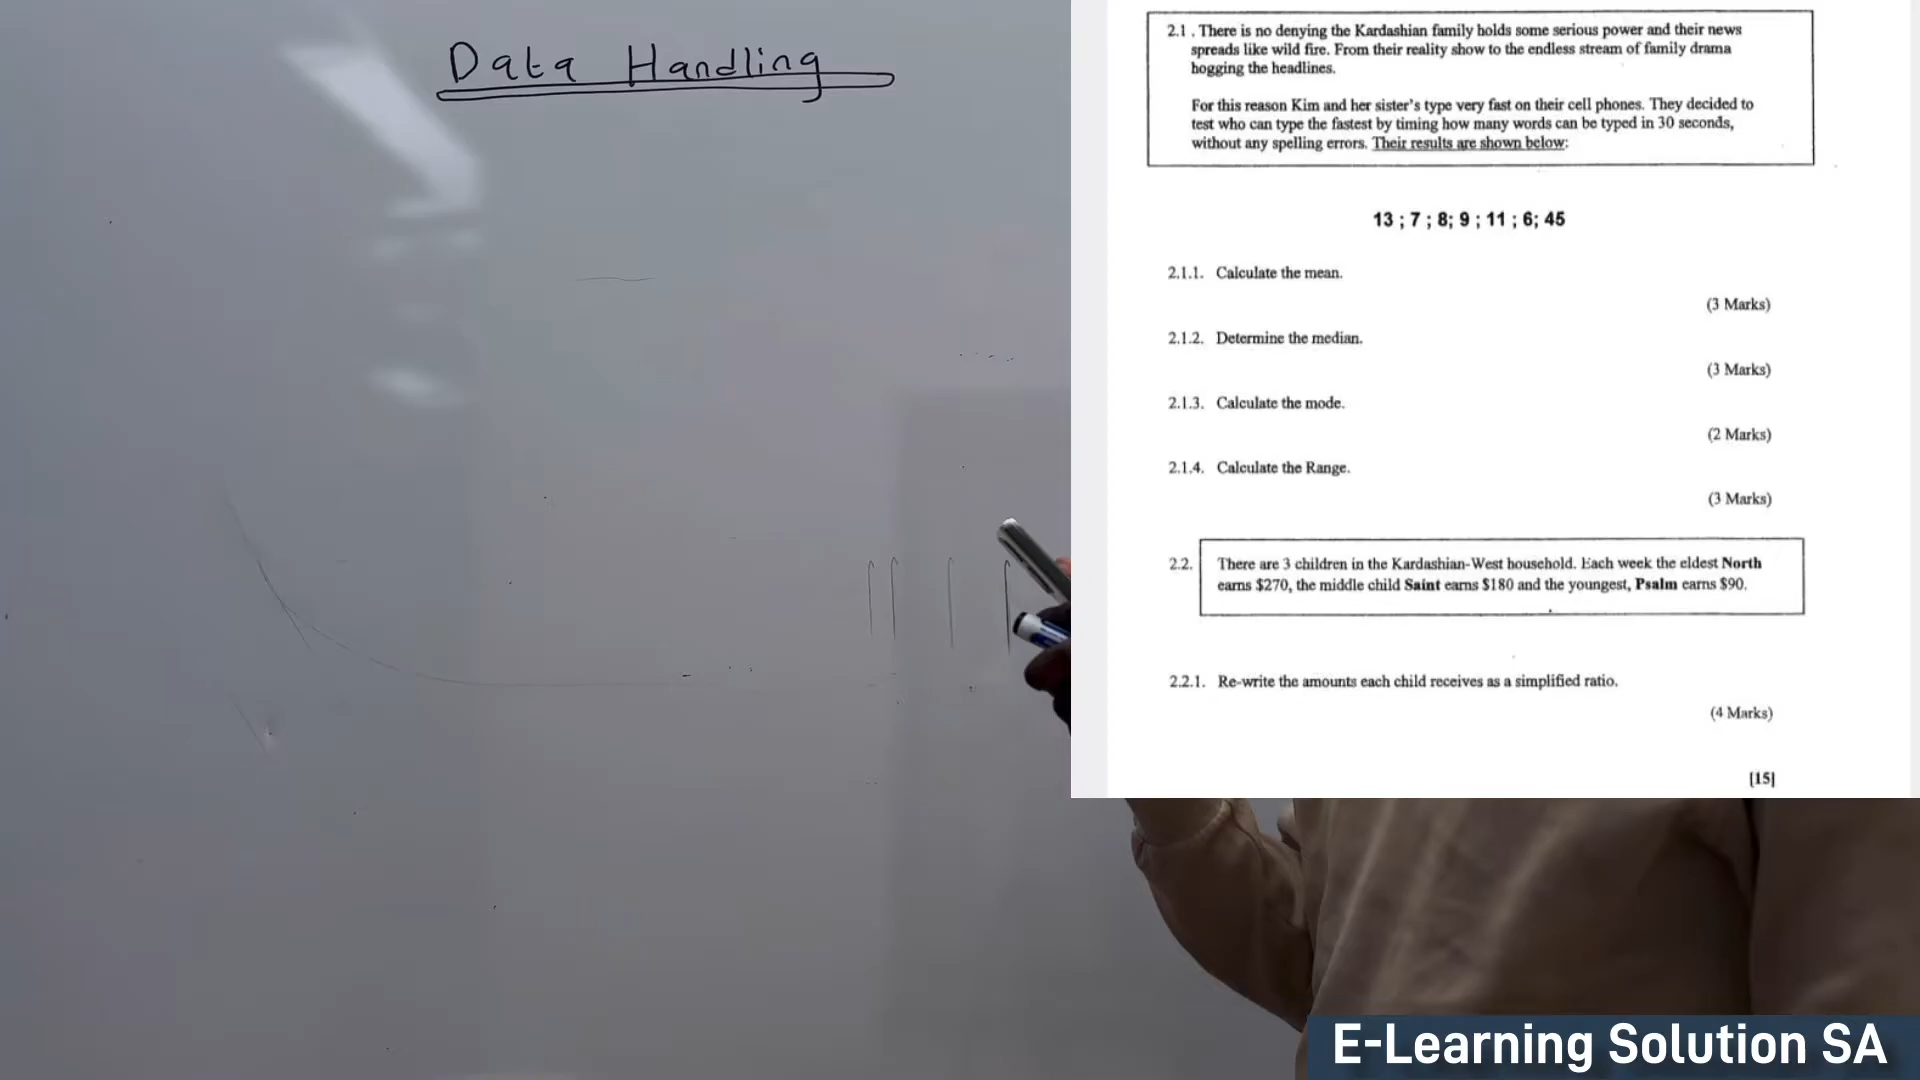 Data Handling
2.1 . There is no denying the Kardashian family holds some serious power and their news
spreads like wild fire. From their reality show to the endless stream of family drama
hogging the headlines.
For this reason Kim and her sister's type very fast on their cell phones. They decided to
test who can type the fastest by timing how many words can be typed in 30 seconds,
without any spelling errors. Their results are shown below:
13 ; 7 ; 8; 9 ; 11 ; 6; 45
2.1.1. Calculate the mean.
(3 Marks)
2.1.2. Determine the median.
(3 Marks)
2.1.3. Calculate the mode.
(2 Marks)
2.1.4. Calculate the Range.
(3 Marks)
2.2. There are 3 children in the Kardashian-West household. Each week the eldest North
earns $270, the middle child Saint earns $180 and the youngest, Psalm earns $90.
2.2.1. Re-write the amounts each child receives as a simplified ratio.
(4 Marks)
[15]
E-Learning Solution SA